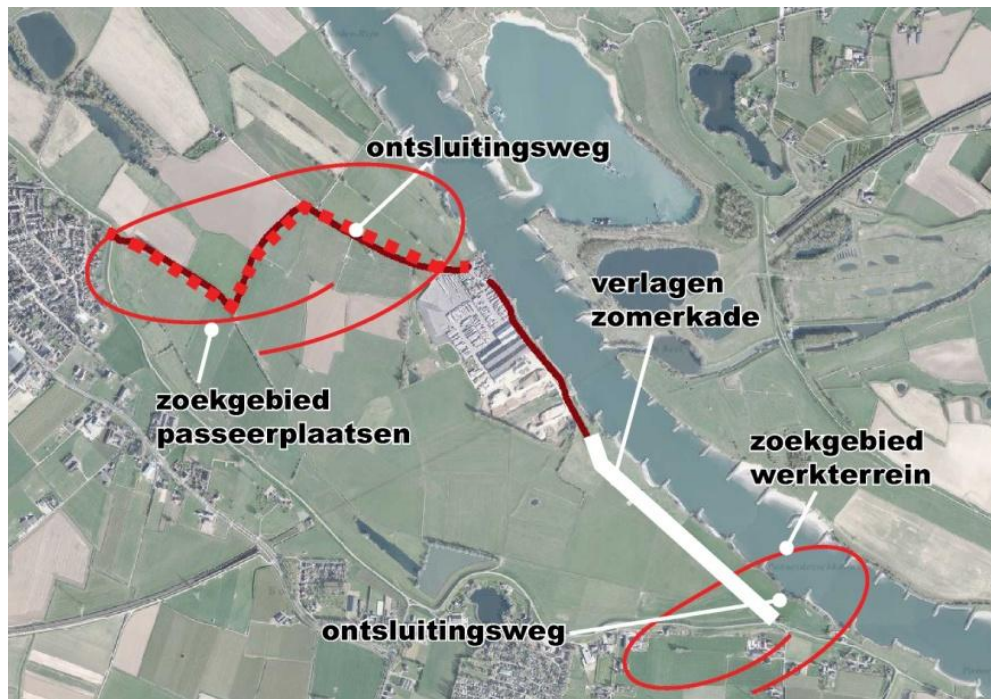 ontsluitingsweg
verlagen
zomerkade
zoekgebied
passeerplaatsen
zoekgebied
werkterrein
ontsluitingsweg